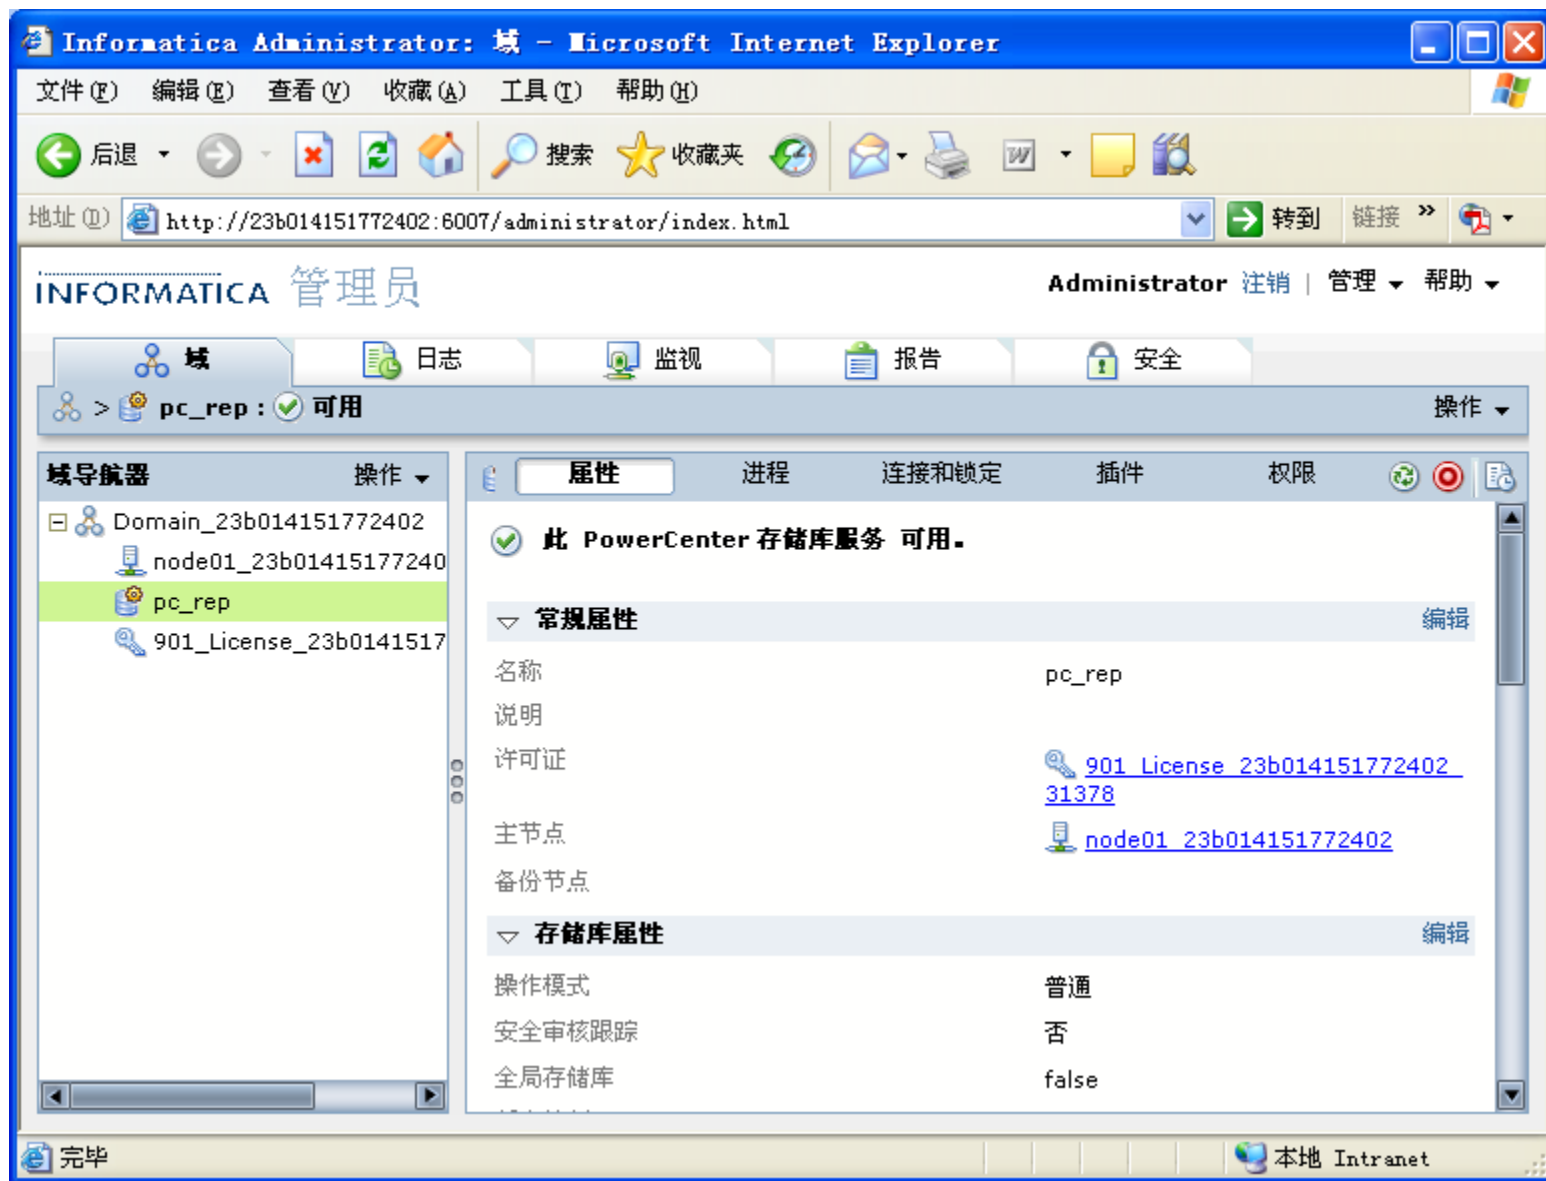 Informatica Administrator: 域 - Microsoft Internet Explorer
文件(F) 编辑(E) 查看(V) 收藏(A) 工具(T) 帮助(H)
后退 搜索 收藏夹
地址(D) http://23b014151772402:6007/administrator/index.html 转到 链接 »
INFORMATICA 管理员 Administrator 注销 | 管理 帮助
域 日志 监视 报告 安全
> pc_rep : 可用 操作
域导航器 操作
Domain_23b014151772402
node01_23b01415177240
pc_rep
901_License_23b0141517
属性 进程 连接和锁定 插件 权限
此 PowerCenter 存储库服务 可用。
常规属性 编辑
名称 pc_rep
说明
许可证 901_License_23b014151772402_
31378
主节点 node01_23b014151772402
备份节点
存储库属性 编辑
操作模式 普通
安全审核跟踪 否
全局存储库 false
完毕 本地 Intranet